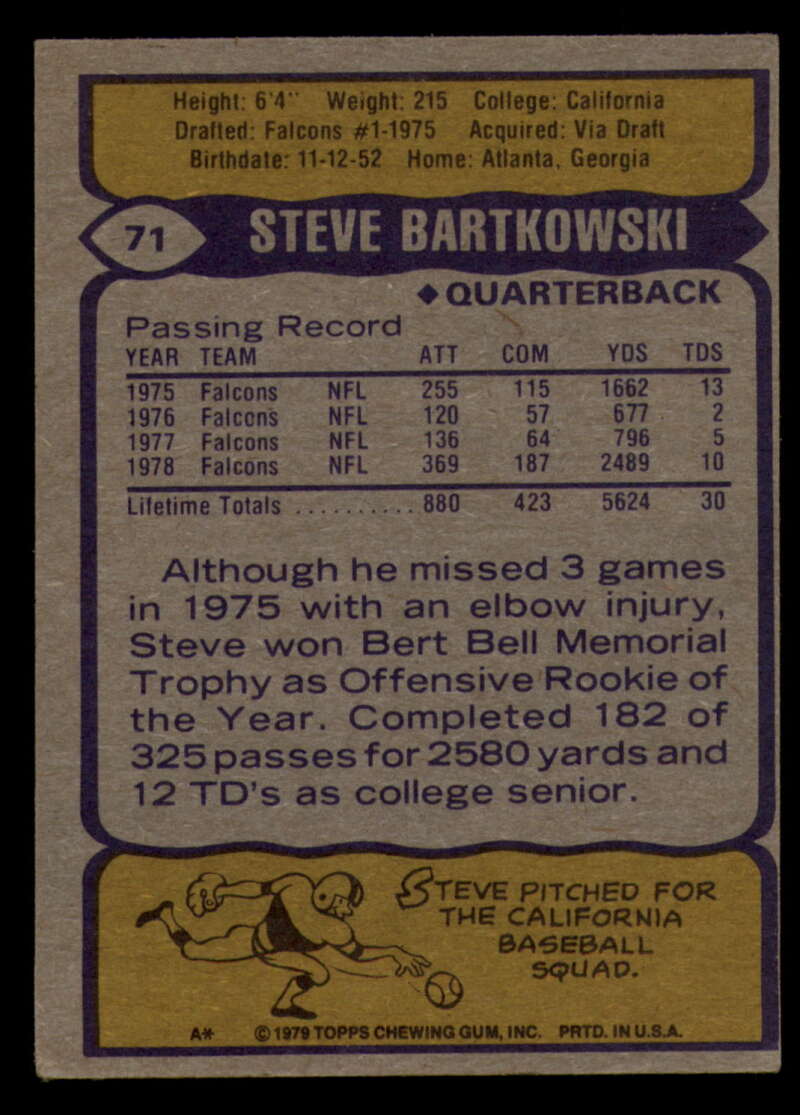 Height: 6'4" Weight: 215 College: California
Drafted: Falcons #1-1975 Acquired: Via Draft
Birthdate: 11-12-52 Home: Atlanta, Georgia
71 STEVE BARTKOWSKI
◆ QUARTERBACK
Passing Record
YEAR TEAM ATT COM YDS TDS
1975 Falcons NFL 255 115 1662 13
1976 Falcons NFL 120 57 677 2
1977 Falcons NFL 136 64 796 5
1978 Falcons NFL 369 187 2489 10
Lifetime Totals .......... 880 423 5624 30
Although he missed 3 games
in 1975 with an elbow injury,
Steve won Bert Bell Memorial
Trophy as Offensive Rookie of
the Year. Completed 182 of
325 passes for 2580 yards and
12 TD's as college senior.
STEVE PITCHED FOR
THE CALIFORNIA
BASEBALL
SQUAD.
A* © 1979 TOPPS CHEWING GUM, INC. PRTD. IN U.S.A.